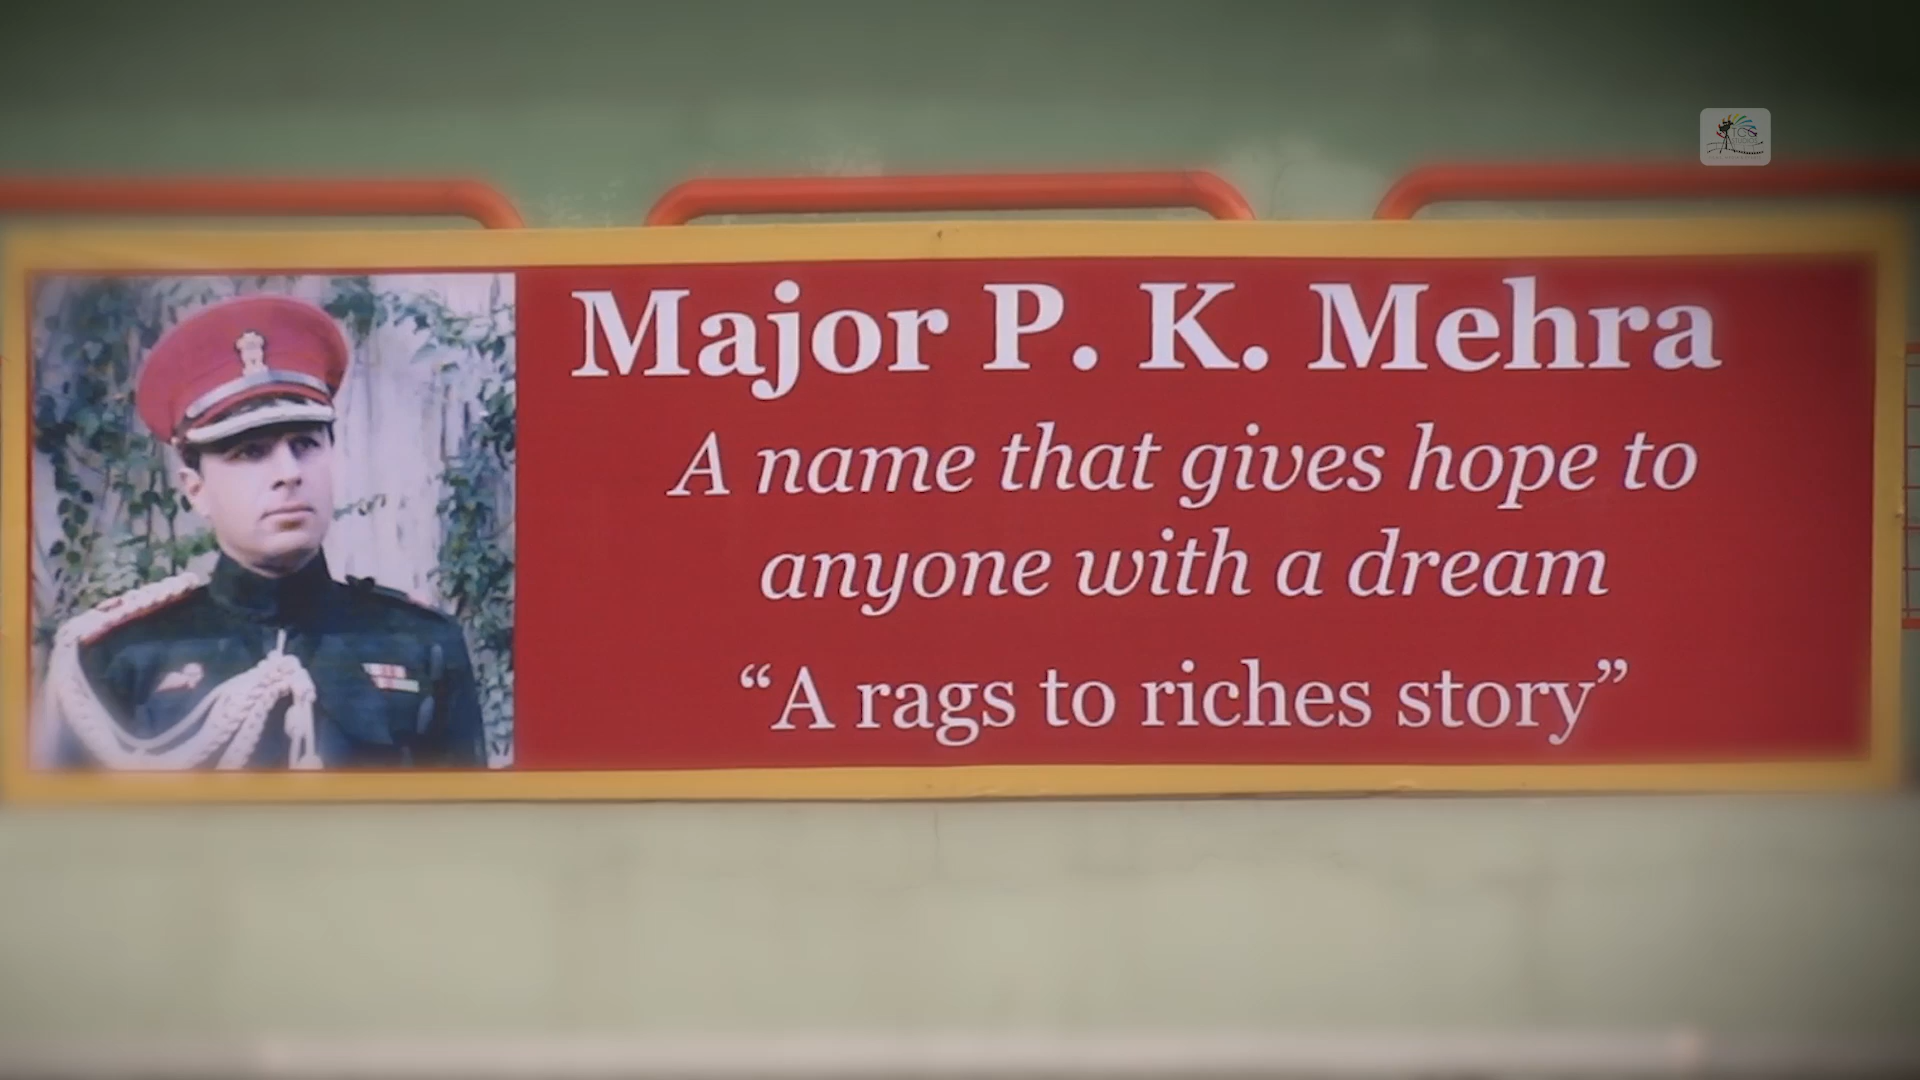 Major P. K. Mehra
A name that gives hope to
anyone with a dream
“A rags to riches story”